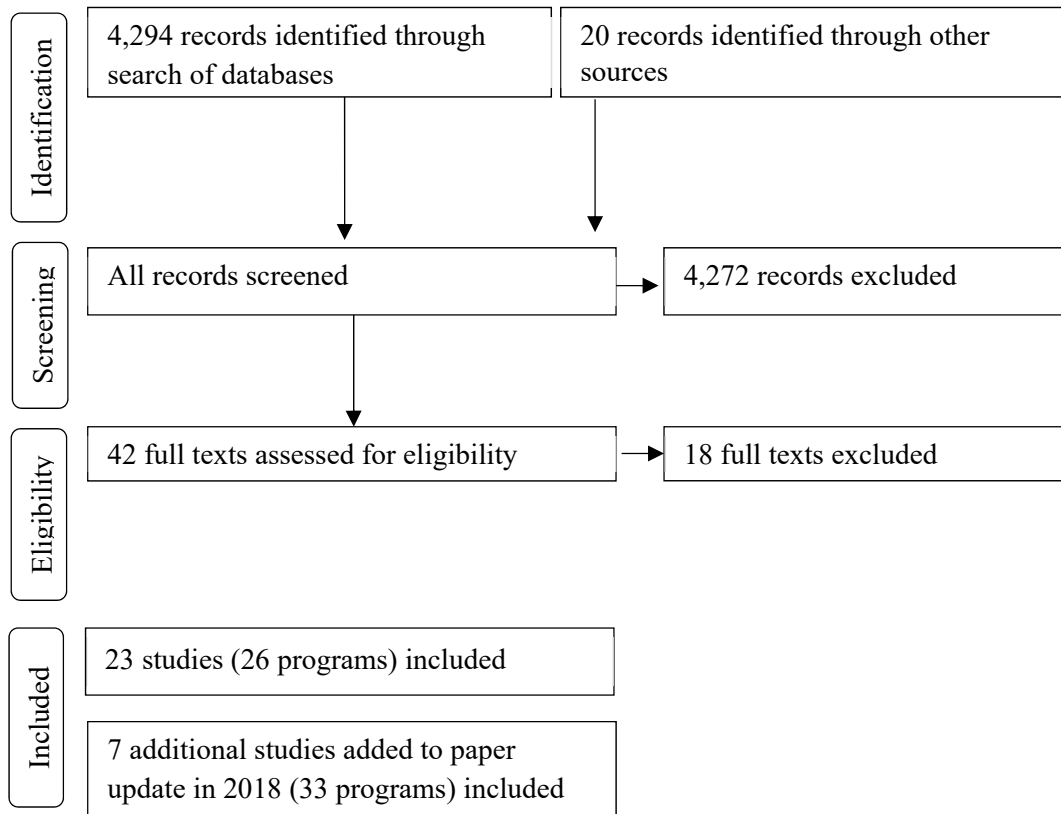 Identification
4,294 records identified through
search of databases
20 records identified through other
sources
Screening
All records screened
4,272 records excluded
Eligibility
42 full texts assessed for eligibility
18 full texts excluded
Included
23 studies (26 programs) included
7 additional studies added to paper
update in 2018 (33 programs) included